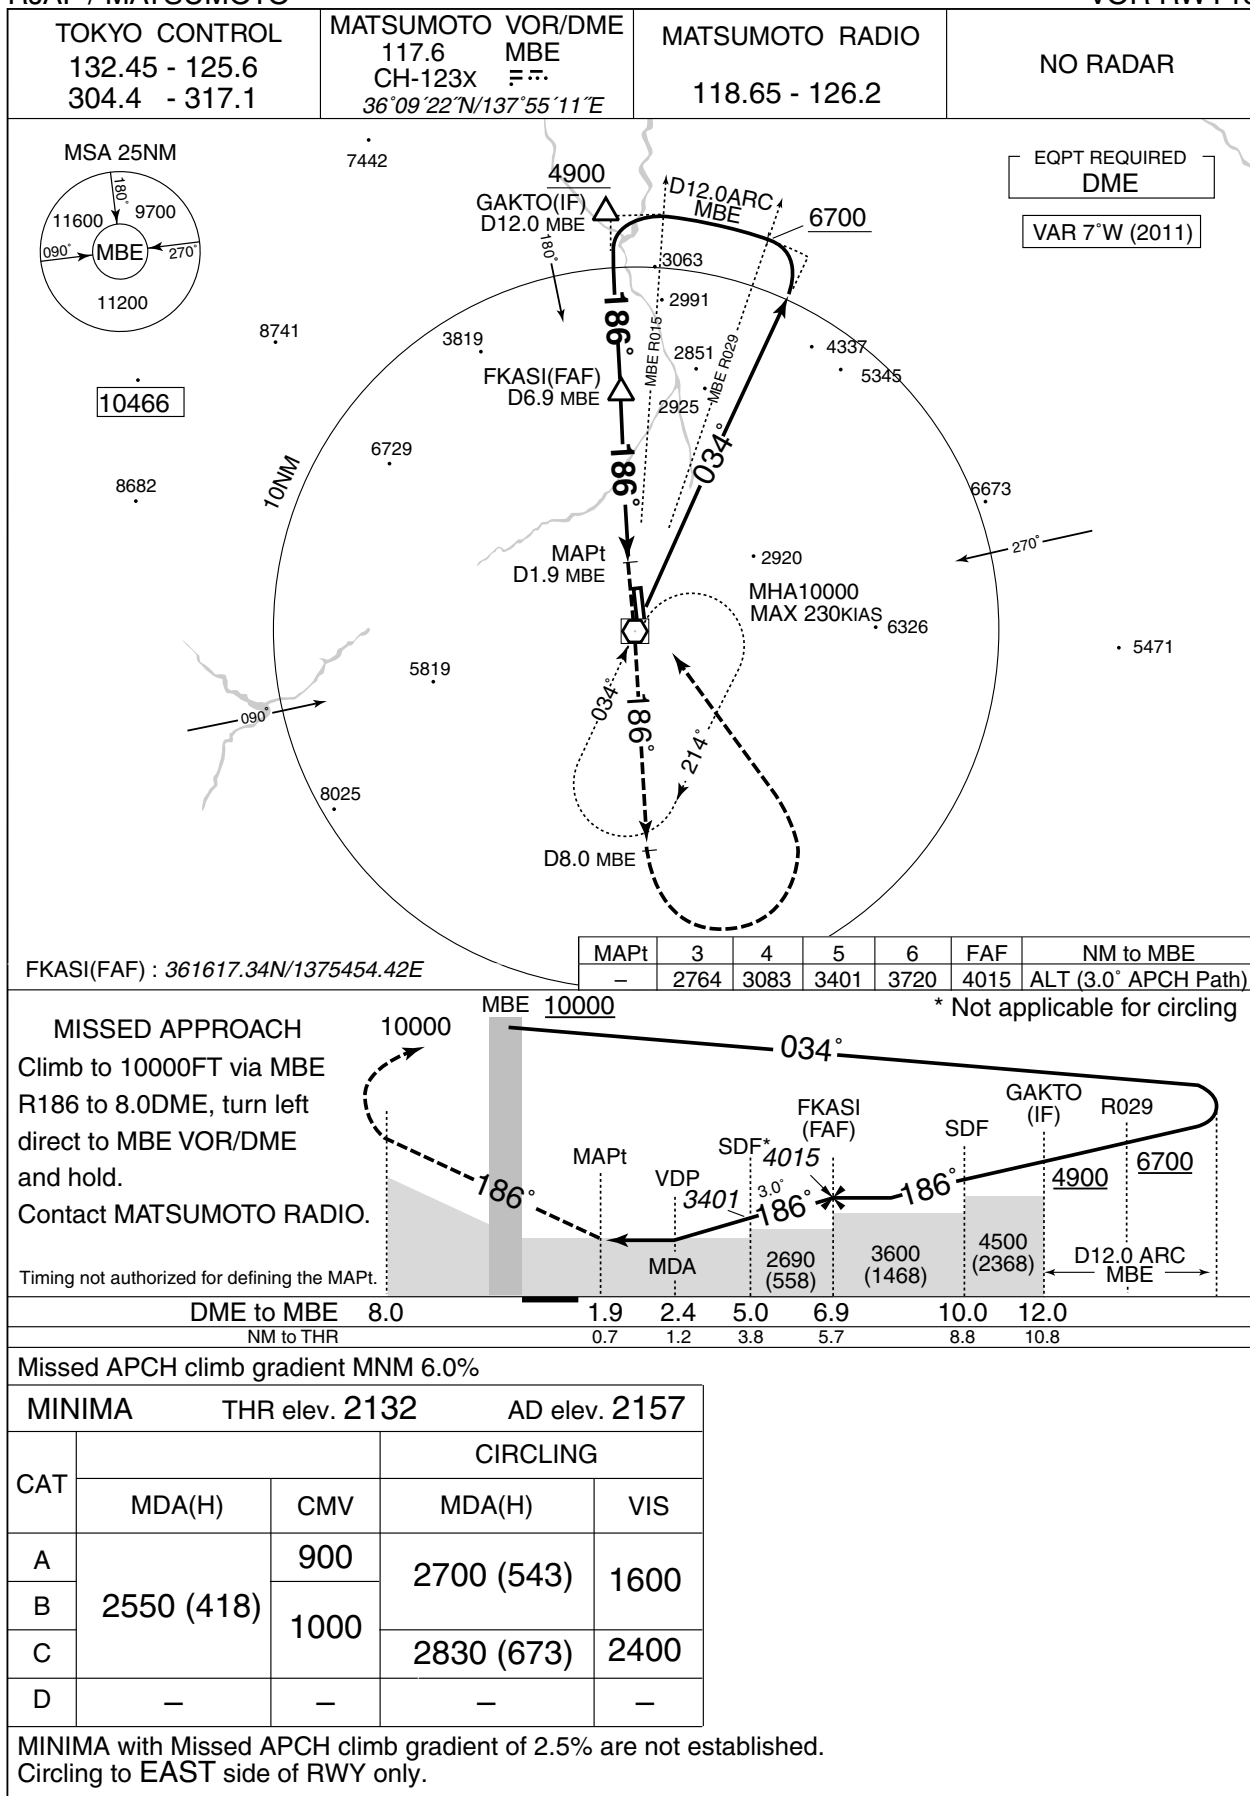 TOKYO CONTROL
132.45 - 125.6
304.4 - 317.1
MATSUMOTO VOR/DME
117.6 MBE
CH-123X
36°09´22˝N/137°55´11˝E
MATSUMOTO RADIO
118.65 - 126.2
NO RADAR
MSA 25NM
180°
11600
9700
090°
MBE
270°
11200
7442
4900
GAKTO(IF)
D12.0 MBE
180°
D12.0ARC
MBE
6700
EQPT REQUIRED
DME
VAR 7°W (2011)
3063
2991
186°
MBE R015
MBE R029
8741
3819
2851
4337
5345
FKASI(FAF)
D6.9 MBE
2925
10466
034°
6729
186°
10NM
8682
6673
270°
MAPt
D1.9 MBE
2920
MHA10000
MAX 230KIAS
6326
5471
5819
034°
186°
214°
090°
8025
D8.0 MBE
FKASI(FAF) : 361617.34N/1375454.42E
MAPt 3 4 5 6 FAF NM to MBE
– 2764 3083 3401 3720 4015 ALT (3.0° APCH Path)
* Not applicable for circling
MISSED APPROACH
Climb to 10000FT via MBE
R186 to 8.0DME, turn left
direct to MBE VOR/DME
and hold.
Contact MATSUMOTO RADIO.
Timing not authorized for defining the MAPt.
10000
MBE 10000
034°
GAKTO
(IF)
R029
FKASI
(FAF)
SDF
SDF*
4015
MAPt
VDP
3401
3.0°
186°
186°
186°
4900
6700
MDA
2690
(558)
3600
(1468)
4500
(2368)
D12.0 ARC
MBE
DME to MBE 8.0 1.9 2.4 5.0 6.9 10.0 12.0
NM to THR 0.7 1.2 3.8 5.7 8.8 10.8
Missed APCH climb gradient MNM 6.0%
MINIMA THR elev. 2132 AD elev. 2157
CAT
CIRCLING
MDA(H) CMV MDA(H) VIS
A
900
2700 (543)
1600
B
2550 (418)
1000
C
2830 (673)
2400
D – – – –
MINIMA with Missed APCH climb gradient of 2.5% are not established.
Circling to EAST side of RWY only.